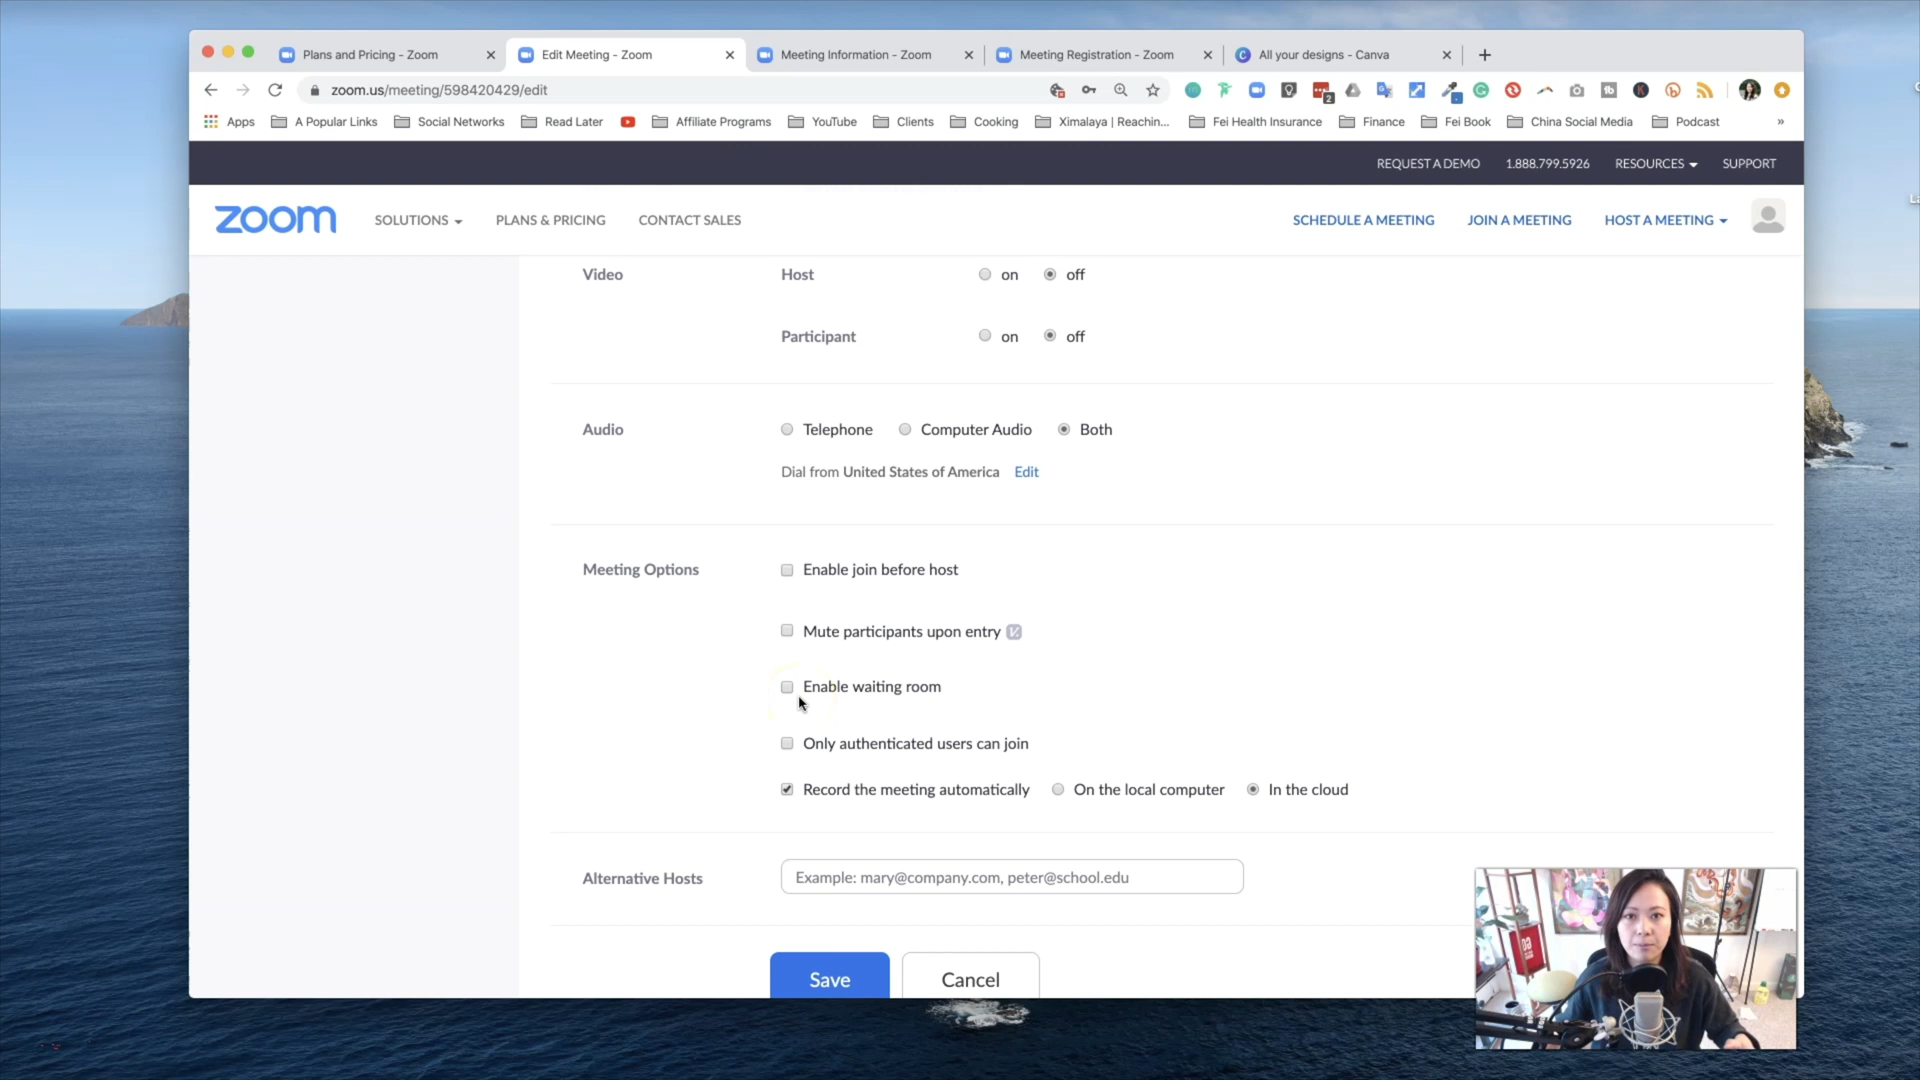 Plans and Pricing - Zoom
Edit Meeting - Zoom
Meeting Information - Zoom
Meeting Registration - Zoom
All your designs - Canva
zoom.us/meeting/598420429/edit
2
Apps
A Popular Links
Social Networks
Read Later
Affiliate Programs
YouTube
Clients
Cooking
Ximalaya | Reachin...
Fei Health Insurance
Finance
Fei Book
China Social Media
Podcast
»
REQUEST A DEMO
1.888.799.5926
RESOURCES
SUPPORT
zoom
SOLUTIONS
PLANS & PRICING
CONTACT SALES
SCHEDULE A MEETING
JOIN A MEETING
HOST A MEETING
Video
Host
on
off
Participant
on
off
Audio
Telephone
Computer Audio
Both
Dial from United States of America Edit
Meeting Options
Enable join before host
Mute participants upon entry
Enable waiting room
Only authenticated users can join
Record the meeting automatically
On the local computer
In the cloud
Alternative Hosts
Example: mary@company.com, peter@school.edu
Save
Cancel